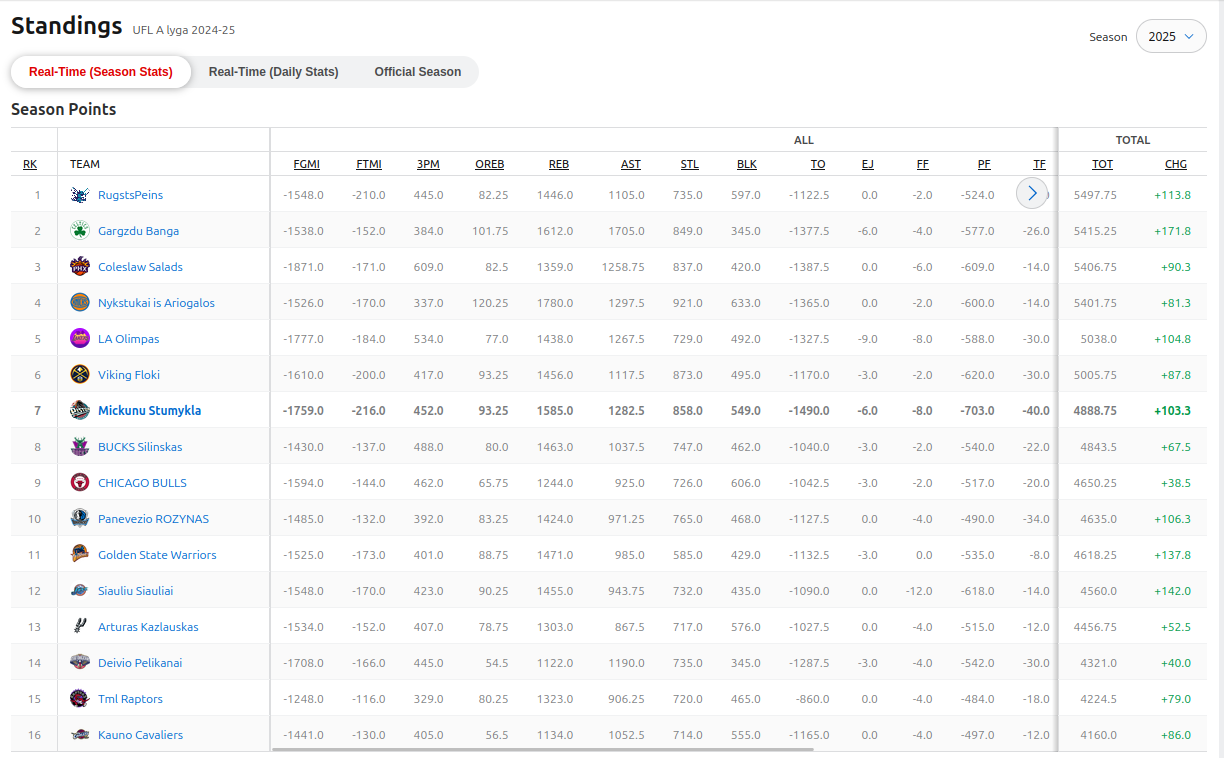 Standings UFL A lyga 2024-25
Season 2025
Real-Time (Season Stats) Real-Time (Daily Stats) Official Season
Season Points
ALL TOTAL
RK TEAM FGMI FTMI 3PM OREB REB AST STL BLK TO EJ FF PF TF TOT CHG
1 RugstsPeins -1548.0 -210.0 445.0 82.25 1446.0 1105.0 735.0 597.0 -1122.5 0.0 -2.0 -524.0 5497.75 +113.8
2 Gargzdu Banga -1538.0 -152.0 384.0 101.75 1612.0 1705.0 849.0 345.0 -1377.5 -6.0 -4.0 -577.0 -26.0 5415.25 +171.8
3 Coleslaw Salads -1871.0 -171.0 609.0 82.5 1359.0 1258.75 837.0 420.0 -1387.5 0.0 -6.0 -609.0 -14.0 5406.75 +90.3
4 Nykstukai is Ariogalos -1526.0 -170.0 337.0 120.25 1780.0 1297.5 921.0 633.0 -1365.0 0.0 -2.0 -600.0 -14.0 5401.75 +81.3
5 LA Olimpas -1777.0 -184.0 534.0 77.0 1438.0 1267.5 729.0 492.0 -1327.5 -9.0 -8.0 -588.0 -30.0 5038.0 +104.8
6 Viking Floki -1610.0 -200.0 417.0 93.25 1456.0 1117.5 873.0 495.0 -1170.0 -3.0 -2.0 -620.0 -30.0 5005.75 +87.8
7 Mickunu Stumykla -1759.0 -216.0 452.0 93.25 1585.0 1282.5 858.0 549.0 -1490.0 -6.0 -8.0 -703.0 -40.0 4888.75 +103.3
8 BUCKS Silinskas -1430.0 -137.0 488.0 80.0 1463.0 1037.5 747.0 462.0 -1040.0 -3.0 -2.0 -540.0 -22.0 4843.5 +67.5
9 CHICAGO BULLS -1594.0 -144.0 462.0 65.75 1244.0 925.0 726.0 606.0 -1042.5 -3.0 -2.0 -517.0 -20.0 4650.25 +38.5
10 Panevezio ROZYNAS -1485.0 -132.0 392.0 83.25 1424.0 971.25 765.0 468.0 -1127.5 0.0 -4.0 -490.0 -34.0 4635.0 +106.3
11 Golden State Warriors -1525.0 -173.0 401.0 88.75 1471.0 985.0 585.0 429.0 -1132.5 -3.0 0.0 -535.0 -8.0 4618.25 +137.8
12 Siauliu Siauliai -1548.0 -170.0 423.0 90.25 1455.0 943.75 732.0 435.0 -1090.0 0.0 -12.0 -618.0 -14.0 4560.0 +142.0
13 Arturas Kazlauskas -1534.0 -152.0 407.0 78.75 1303.0 867.5 717.0 576.0 -1027.5 0.0 -4.0 -515.0 -12.0 4456.75 +52.5
14 Deivio Pelikanai -1708.0 -166.0 445.0 54.5 1122.0 1190.0 735.0 345.0 -1287.5 -3.0 -4.0 -542.0 -30.0 4321.0 +40.0
15 Tml Raptors -1248.0 -116.0 329.0 80.25 1323.0 906.25 720.0 465.0 -860.0 0.0 -4.0 -484.0 -18.0 4224.5 +79.0
16 Kauno Cavaliers -1441.0 -130.0 405.0 56.5 1134.0 1052.5 714.0 555.0 -1165.0 0.0 -4.0 -497.0 -12.0 4160.0 +86.0